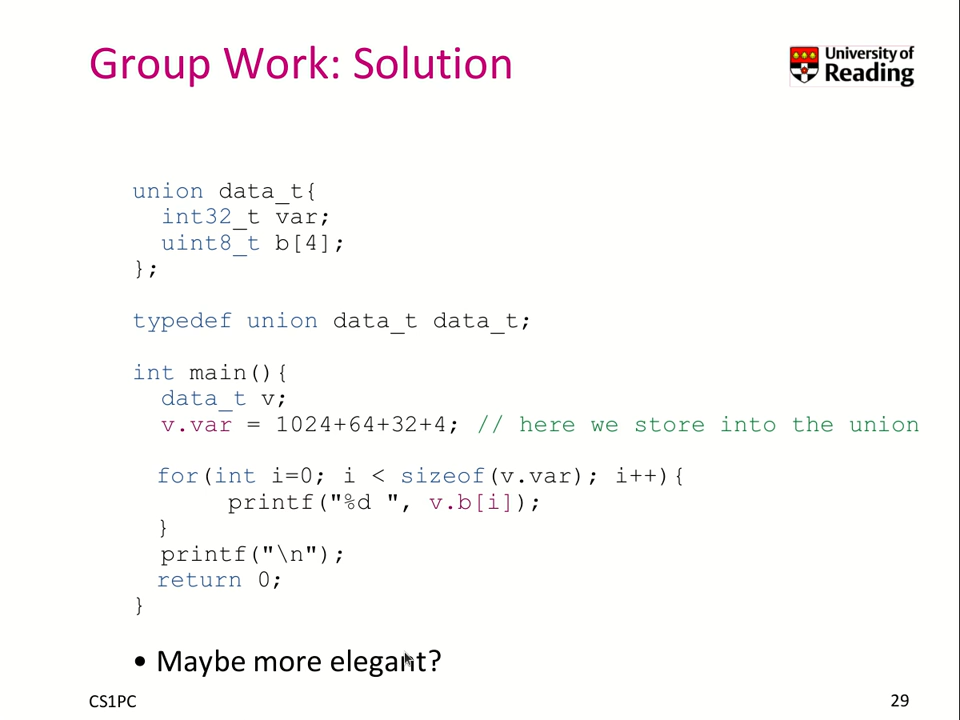 Group Work: Solution
University of
Reading
union data_t{
int32_t var;
uint8_t b[4];
};
typedef union data_t data_t;
int main(){
data_t v;
v.var = 1024+64+32+4; // here we store into the union
for(int i=0; i < sizeof(v.var); i++){
printf("%d ", v.b[i]);
}
printf("\n");
return 0;
}
• Maybe more elegant?
CS1PC
29